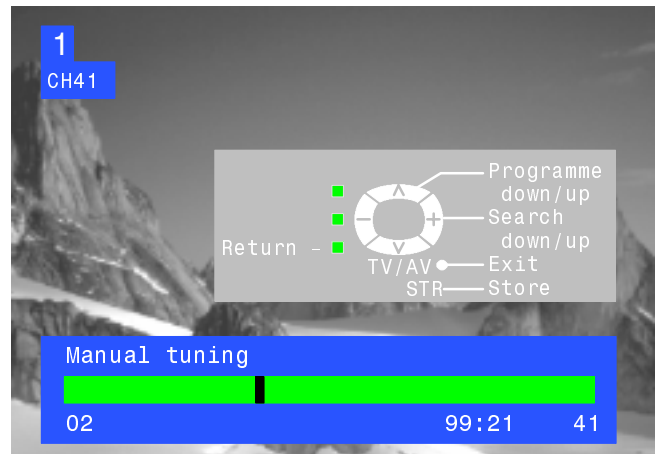 1
CH41
Programme
down/up
Search
down/up
Return -
TV/AV Exit
STR Store
Manual tuning
02 99:21 41